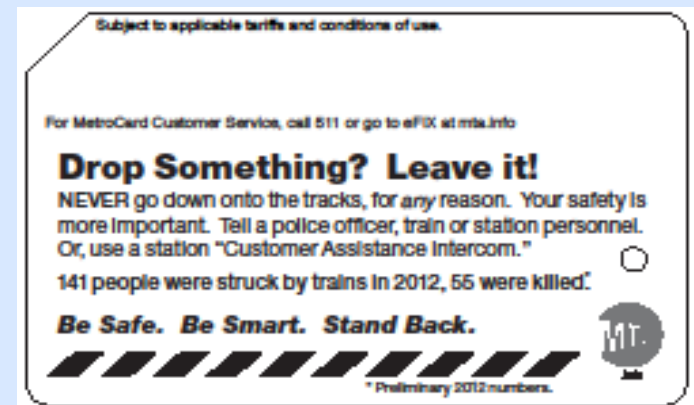 Subject to applicable tariffs and conditions of use.
For MetroCard Customer Service, call 511 or go to eFIX at mta.info
Drop Something?  Leave it!
NEVER go down onto the tracks, for any reason.  Your safety is
more important.  Tell a police officer, train or station personnel.
Or, use a station "Customer Assistance Intercom."
141 people were struck by trains in 2012, 55 were killed.*
Be Safe.  Be Smart.  Stand Back.
MT.
* Preliminary 2012 numbers.